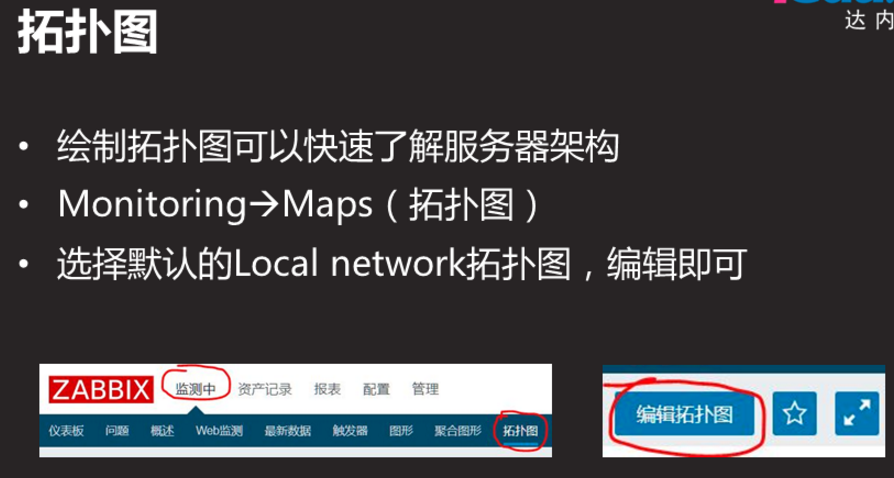 拓扑图
达内
• 绘制拓扑图可以快速了解服务器架构
• Monitoring→Maps（拓扑图）
• 选择默认的Local network拓扑图，编辑即可
ZABBIX 监测中 资产记录 报表 配置 管理
仪表板 问题 概述 Web监测 最新数据 触发器 图形 聚合图形 拓扑图
编辑拓扑图